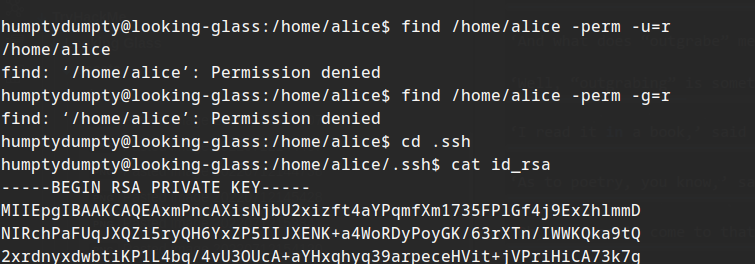 humptydumpty@looking-glass:/home/alice$ find /home/alice -perm -u=r
/home/alice
find: ‘/home/alice’: Permission denied
humptydumpty@looking-glass:/home/alice$ find /home/alice -perm -g=r
find: ‘/home/alice’: Permission denied
humptydumpty@looking-glass:/home/alice$ cd .ssh
humptydumpty@looking-glass:/home/alice/.ssh$ cat id_rsa
-----BEGIN RSA PRIVATE KEY-----
MIIEpgIBAAKCAQEAxmPncAXisNjbU2xizft4aYPqmfXm1735FPlGf4j9ExZhlmmD
NIRchPaFUqJXQZi5ryQH6YxZP5IIJXENK+a4WoRDyPoyGK/63rXTn/IWWKQka9tQ
2xrdnyxdwbtiKP1L4bq/4vU3OUcA+aYHxqhyq39arpeceHVit+jVPriHiCA73k7g